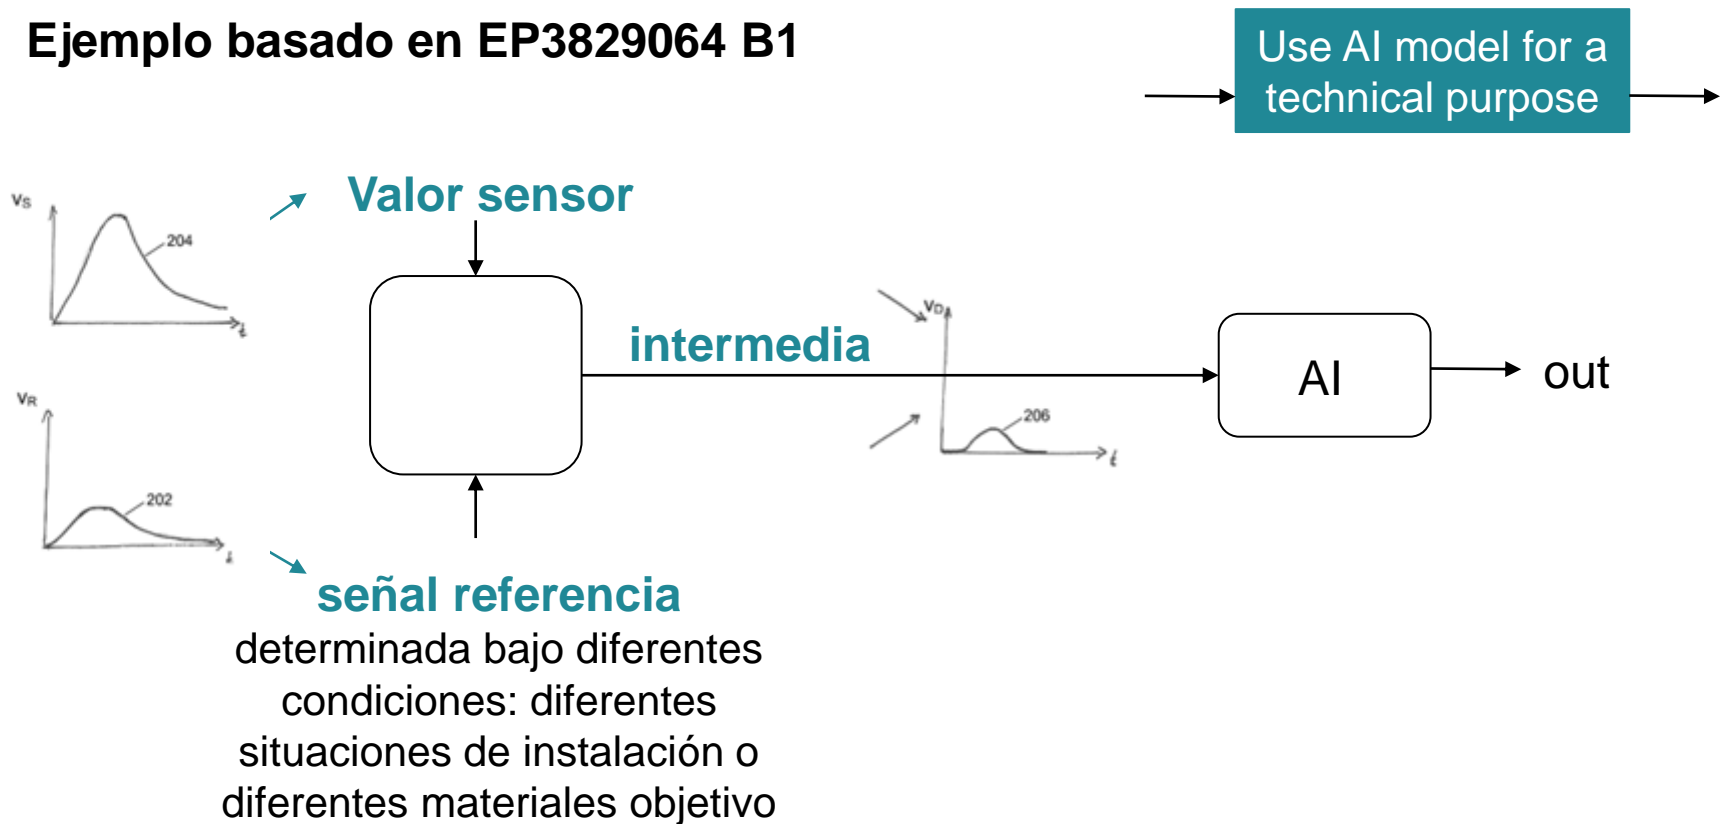 Ejemplo basado en EP3829064 B1
Use AI model for a
technical purpose
Vs
204
t
Valor sensor
intermedia
VD
206
t
AI
out
VR
202
t
señal referencia
determinada bajo diferentes
condiciones: diferentes
situaciones de instalación o
diferentes materiales objetivo